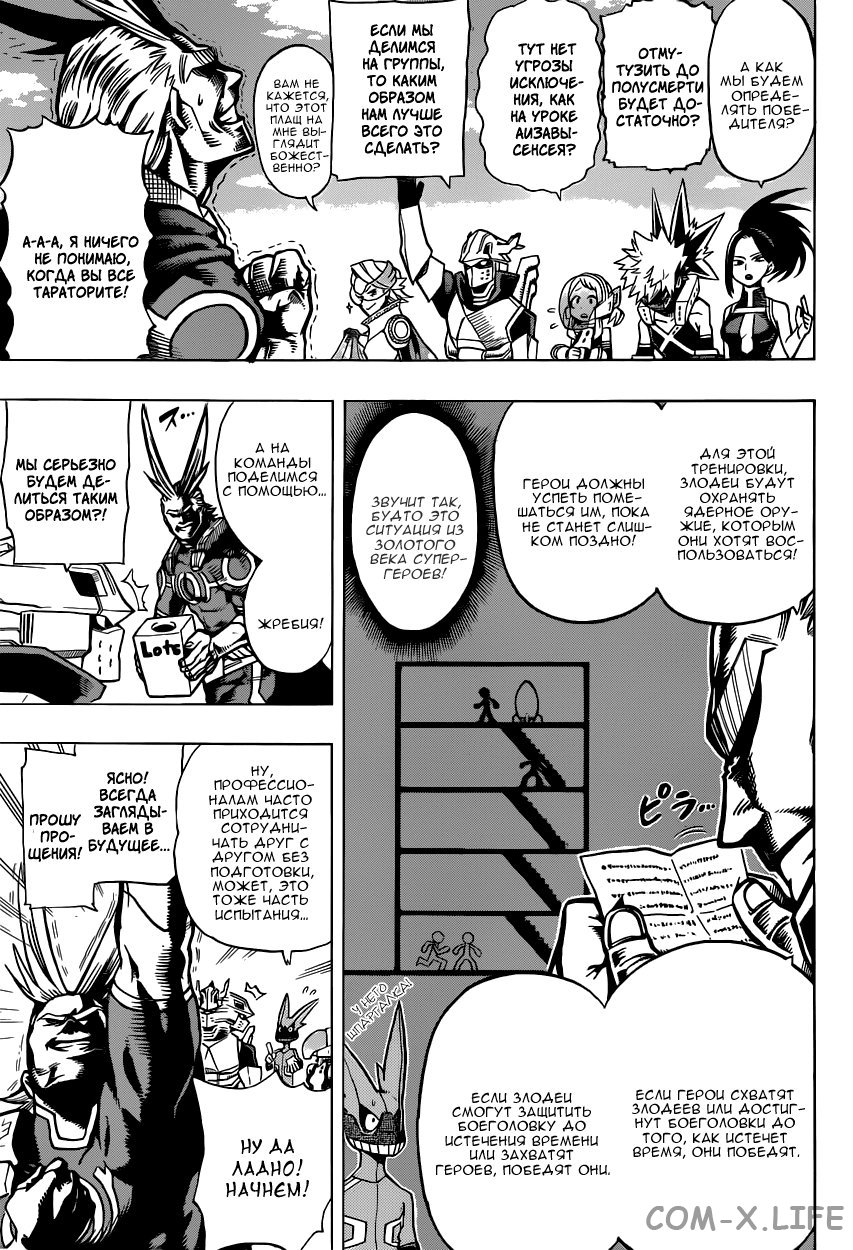 А КАК
МЫ БУДЕМ
ОПРЕДЕ-
ЛЯТЬ ПОБЕ-
ДИТЕЛЯ?
ОТМУ-
ТУЗИТЬ ДО
ПОЛУСМЕРТИ
БУДЕТ ДО-
СТАТОЧНО?
ТУТ НЕТ
УГРОЗЫ
ИСКЛЮЧЕ-
НИЯ, КАК
НА УРОКЕ
АИЗАВЫ-
СЕНСЕЯ?
ЕСЛИ МЫ
ДЕЛИМСЯ
НА ГРУППЫ,
ТО КАКИМ
ОБРАЗОМ
НАМ ЛУЧШЕ
ВСЕГО ЭТО
СДЕЛАТЬ?
ВАМ НЕ
КАЖЕТСЯ,
ЧТО ЭТОТ
ПЛАЩ НА
МНЕ ВЫ-
ГЛЯДИТ
БОЖЕСТ-
ВЕННО?
А-А-А, Я НИЧЕГО
НЕ ПОНИМАЮ,
КОГДА ВЫ ВСЕ
ТАРАТОРИТЕ!
ДЛЯ ЭТОЙ
ТРЕНИРОВКИ,
ЗЛОДЕИ БУДУТ
ОХРАНЯТЬ
ЯДЕРНОЕ ОРУ-
ЖИЕ, КОТОРЫМ
ОНИ ХОТЯТ ВОС-
ПОЛЬЗОВАТЬСЯ!
ГЕРОИ ДОЛЖНЫ
УСПЕТЬ ПОМЕ-
ШАТЬСЯ ИМ, ПОКА
НЕ СТАНЕТ СЛИШ-
КОМ ПОЗДНО!
ЗВУЧИТ ТАК,
БУДТО ЭТО
СИТУАЦИЯ ИЗ
ЗОЛОТОГО
ВЕКА СУПЕР-
ГЕРОЕВ!
ピラ…
ЕСЛИ ГЕРОИ СХВАТЯТ
ЗЛОДЕЕВ ИЛИ ДОСТИГ-
НУТ БОЕГОЛОВКИ ДО
ТОГО, КАК ИСТЕЧЕТ
ВРЕМЯ, ОНИ ПОБЕДЯТ.
ЕСЛИ ЗЛОДЕИ
СМОГУТ ЗАЩИТИТЬ
БОЕГОЛОВКУ ДО
ИСТЕЧЕНИЯ ВРЕМЕНИ
ИЛИ ЗАХВАТЯТ
ГЕРОЕВ, ПОБЕДЯТ ОНИ.
У НЕГО
ШПАРГАЛКА!
А НА
КОМАНДЫ
ПОДЕЛИМСЯ
С ПОМОЩЬЮ...
ЖРЕБИЯ!
ス…
Lots
МЫ СЕРЬЕЗНО
БУДЕМ ДЕ-
ЛИТЬСЯ ТАКИМ
ОБРАЗОМ?!
НУ,
ПРОФЕССИО-
НАЛАМ ЧАСТО
ПРИХОДИТСЯ
СОТРУДНИ-
ЧАТЬ ДРУГ С
ДРУГОМ БЕЗ
ПОДГОТОВКИ,
МОЖЕТ, ЭТО
ТОЖЕ ЧАСТЬ
ИСПЫТАНИЯ...
ЯСНО!
ВСЕГДА
ЗАГЛЯДЫ-
ВАЕМ В
БУДУЩЕЕ...
ПРОШУ
ПРО-
ЩЕНИЯ!
НУ ДА
ЛААНО!
НАЧНЁМ!
COM-X.LIFE